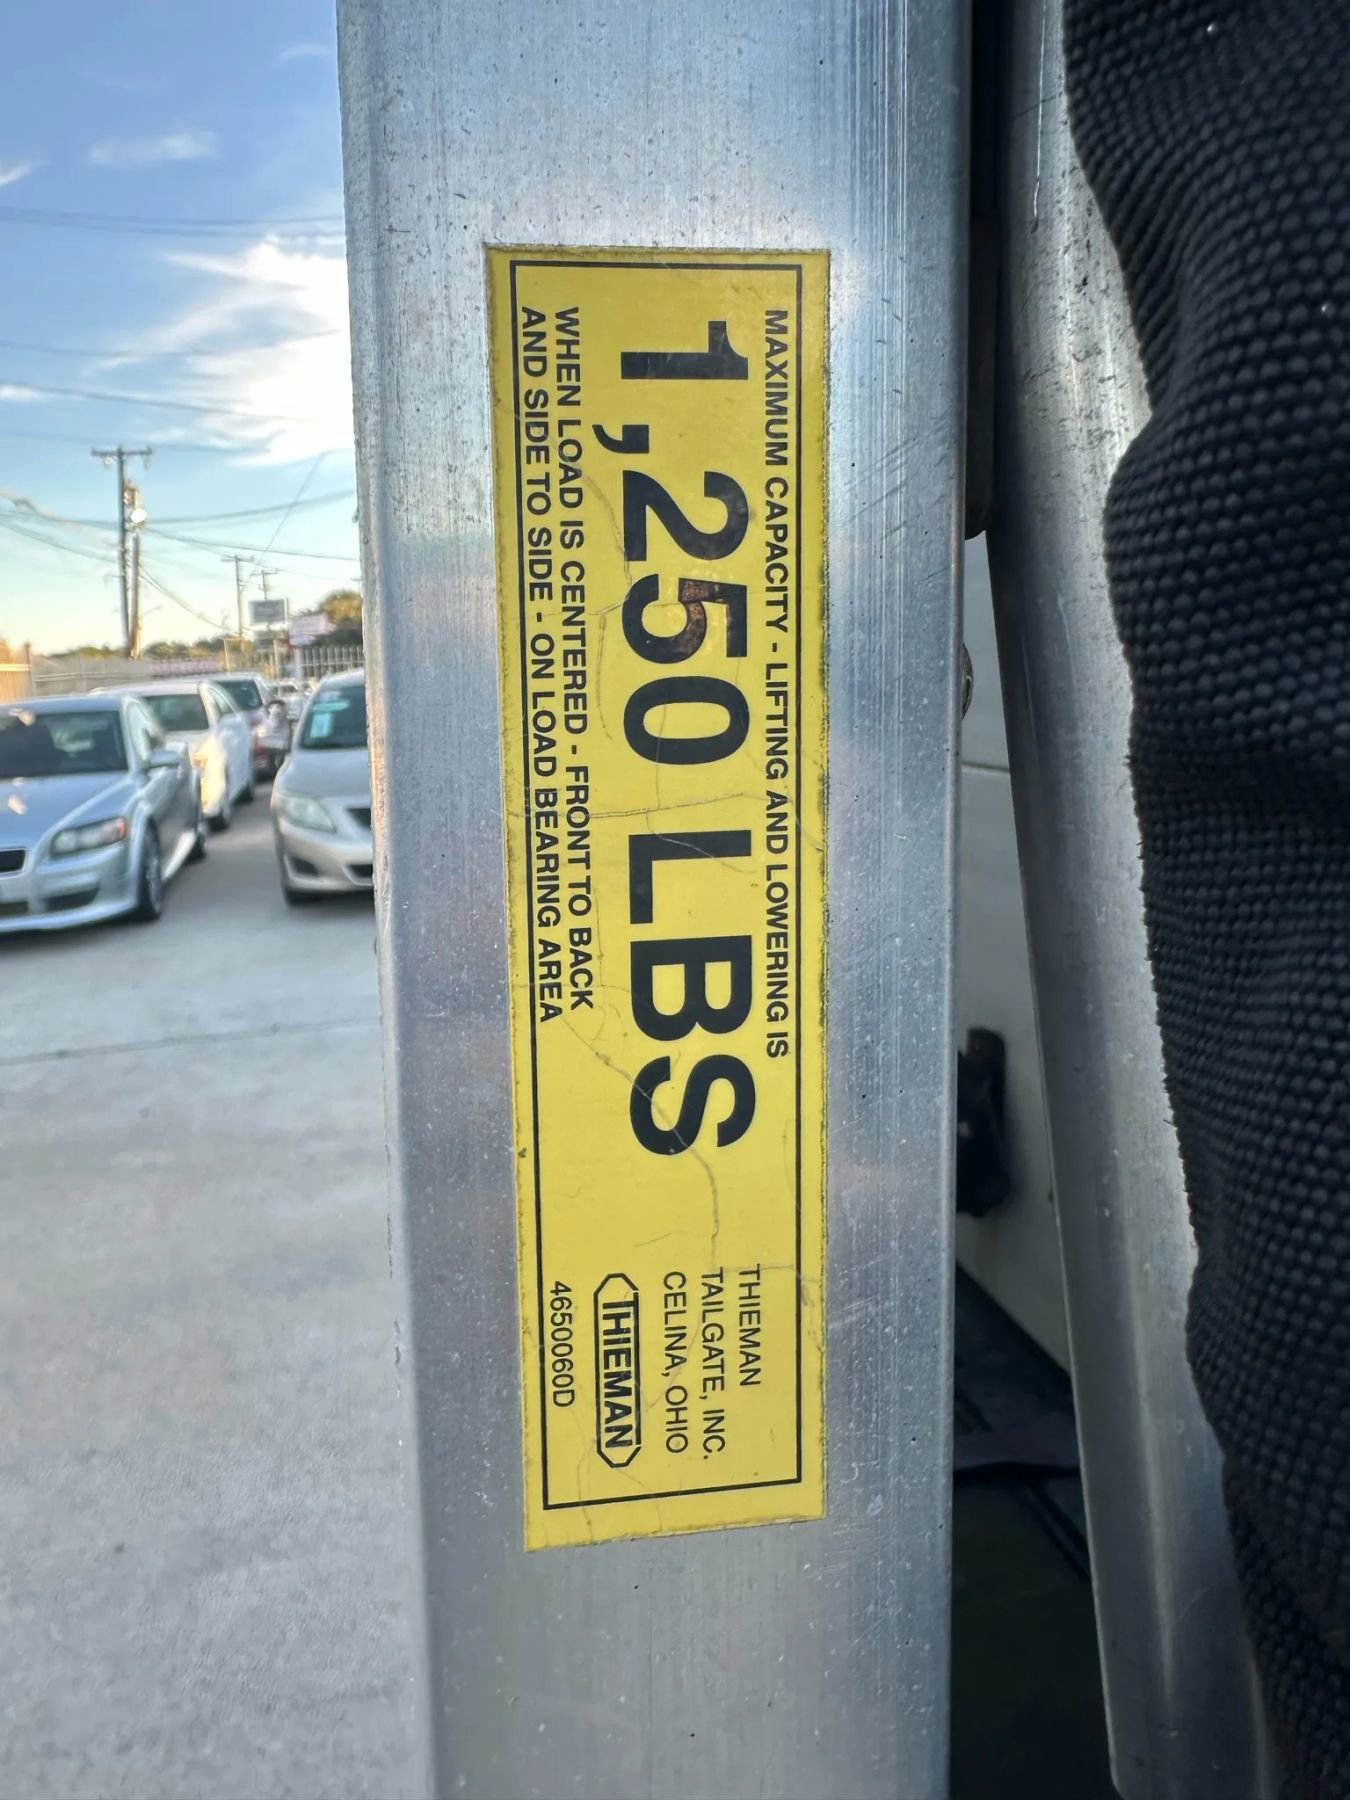 MAXIMUM CAPACITY - LIFTING AND LOWERING IS
1,250 LBS
WHEN LOAD IS CENTERED - FRONT TO BACK
AND SIDE TO SIDE - ON LOAD BEARING AREA
THIEMAN
TAILGATE, INC.
CELINA, OHIO
THIEMAN
4650060D